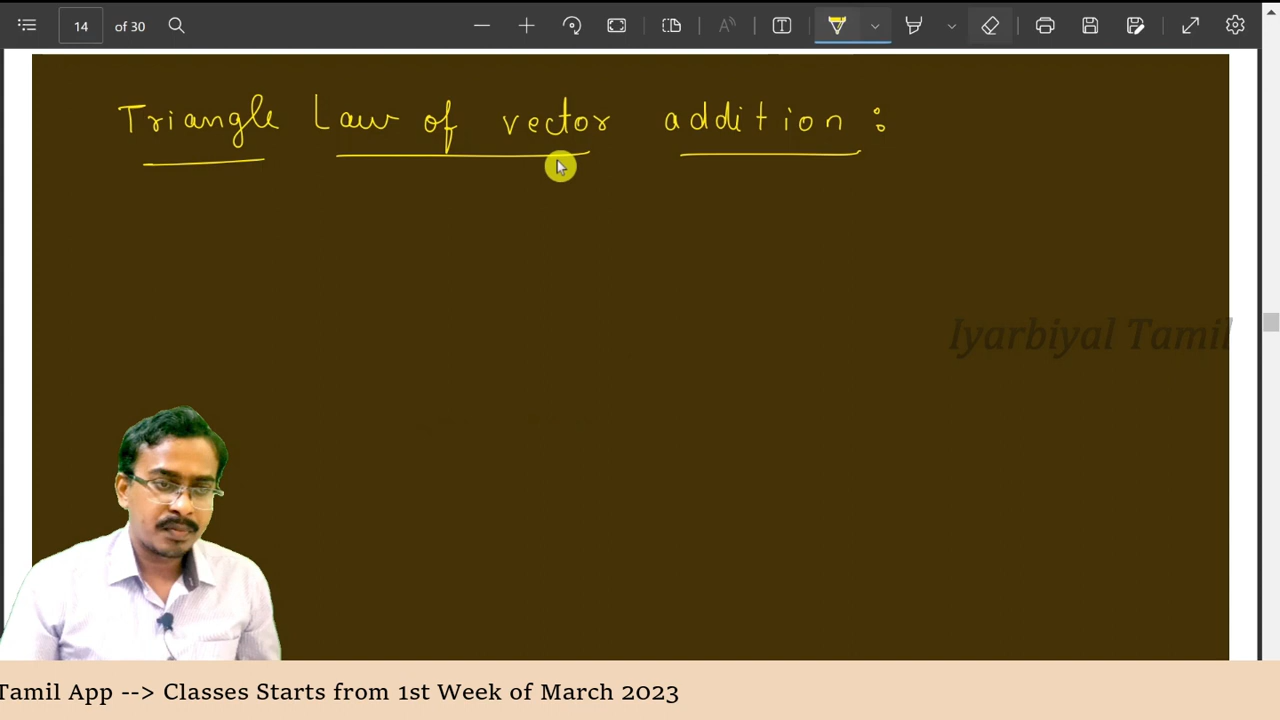 14 of 30
Triangle Law of vector addition :
Iyarbiyal Tamil
Tamil App --> Classes Starts from 1st Week of March 2023